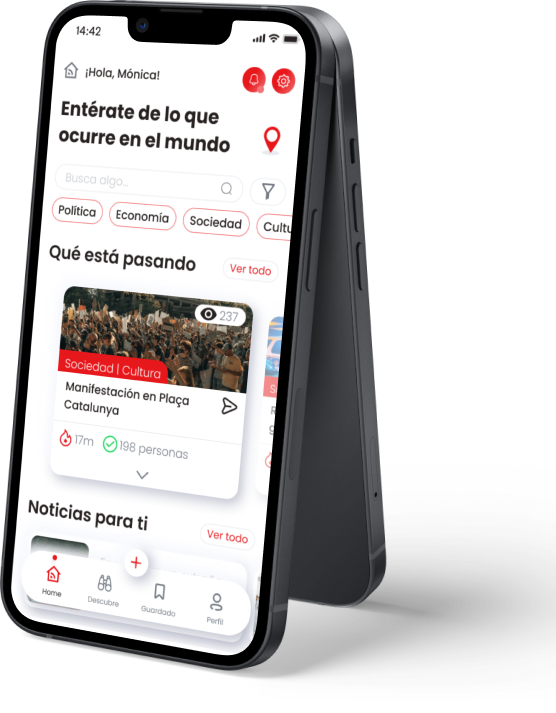 14:42
¡Hola, Mónica!
Entérate de lo que
ocurre en el mundo
Busca algo...
Política
Economía
Sociedad
Cultu
Qué está pasando
Ver todo
237
Sociedad | Cultura
Manifestación en Plaça
Catalunya
17m
198 personas
Noticias para ti
Ver todo
Home
Descubre
Guardado
Perfil